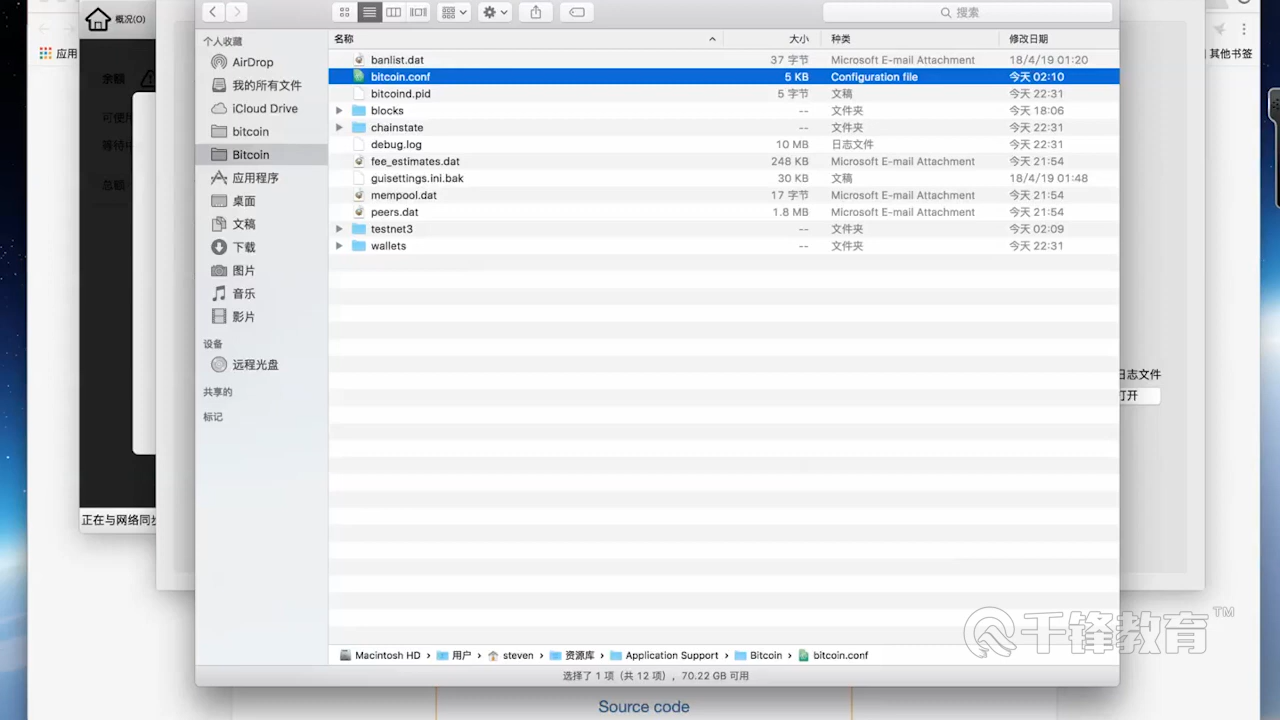 搜索
概况(O)
应用
其他书签
余额
可使用
等待中
总额
正在与网络同步
日志文件
打开
个人收藏
AirDrop
我的所有文件
iCloud Drive
bitcoin
Bitcoin
应用程序
桌面
文稿
下载
图片
音乐
影片
设备
远程光盘
共享的
标记
名称 大小 种类 修改日期
banlist.dat 37 字节 Microsoft E-mail Attachment 18/4/19 01:20
bitcoin.conf 5 KB Configuration file 今天 02:10
bitcoind.pid 5 字节 文稿 今天 22:31
blocks -- 文件夹 今天 18:06
chainstate -- 文件夹 今天 22:31
debug.log 10 MB 日志文件 今天 22:31
fee_estimates.dat 248 KB Microsoft E-mail Attachment 今天 21:54
guisettings.ini.bak 30 KB 文稿 18/4/19 01:48
mempool.dat 17 字节 Microsoft E-mail Attachment 今天 21:54
peers.dat 1.8 MB Microsoft E-mail Attachment 今天 21:54
testnet3 -- 文件夹 今天 02:09
wallets -- 文件夹 今天 22:31
千锋教育™
Macintosh HD › 用户 › steven › 资源库 › Application Support › Bitcoin › bitcoin.conf
选择了 1 项（共 12 项），70.22 GB 可用
Source code